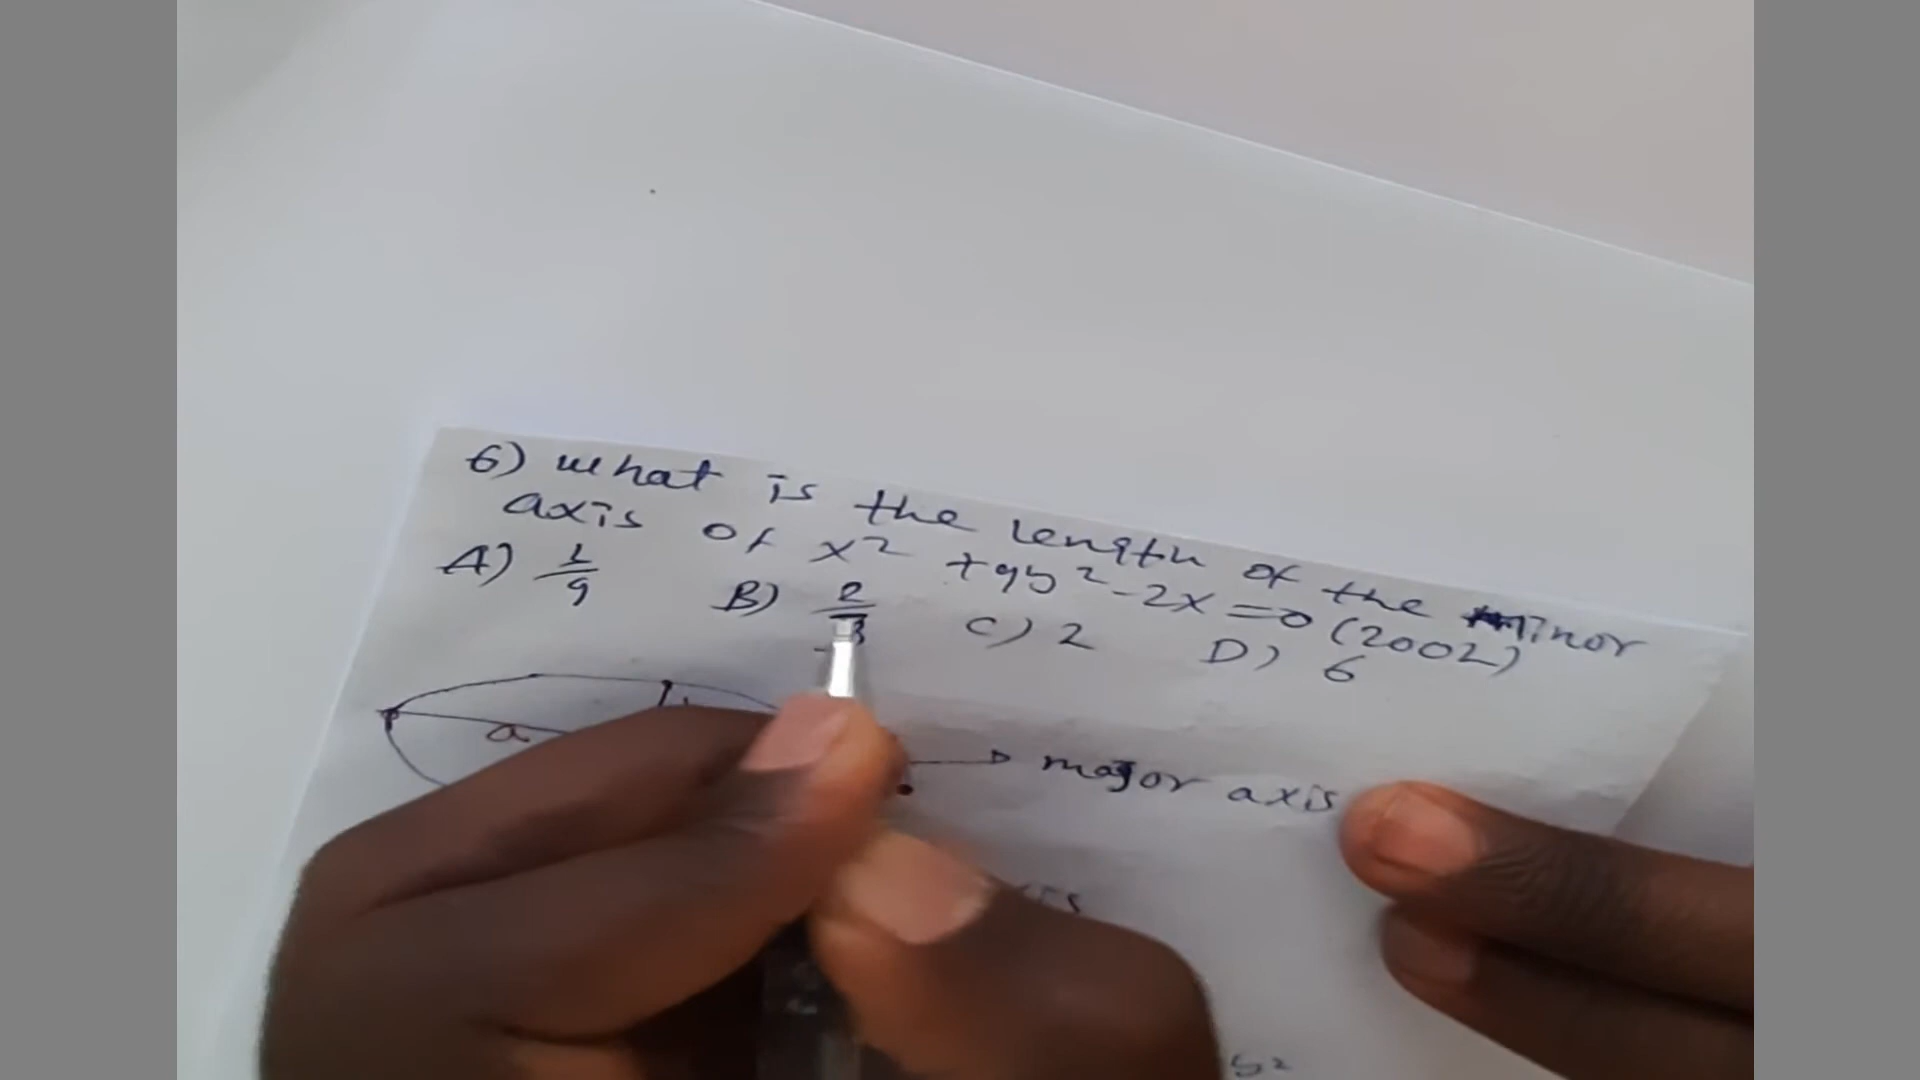 6) what is the length of the minor
axis of x² + 9y² - 2x = 0 (2002)
A) 1/9 B) 2/3 C) 2 D) 6
a
major axis
y²